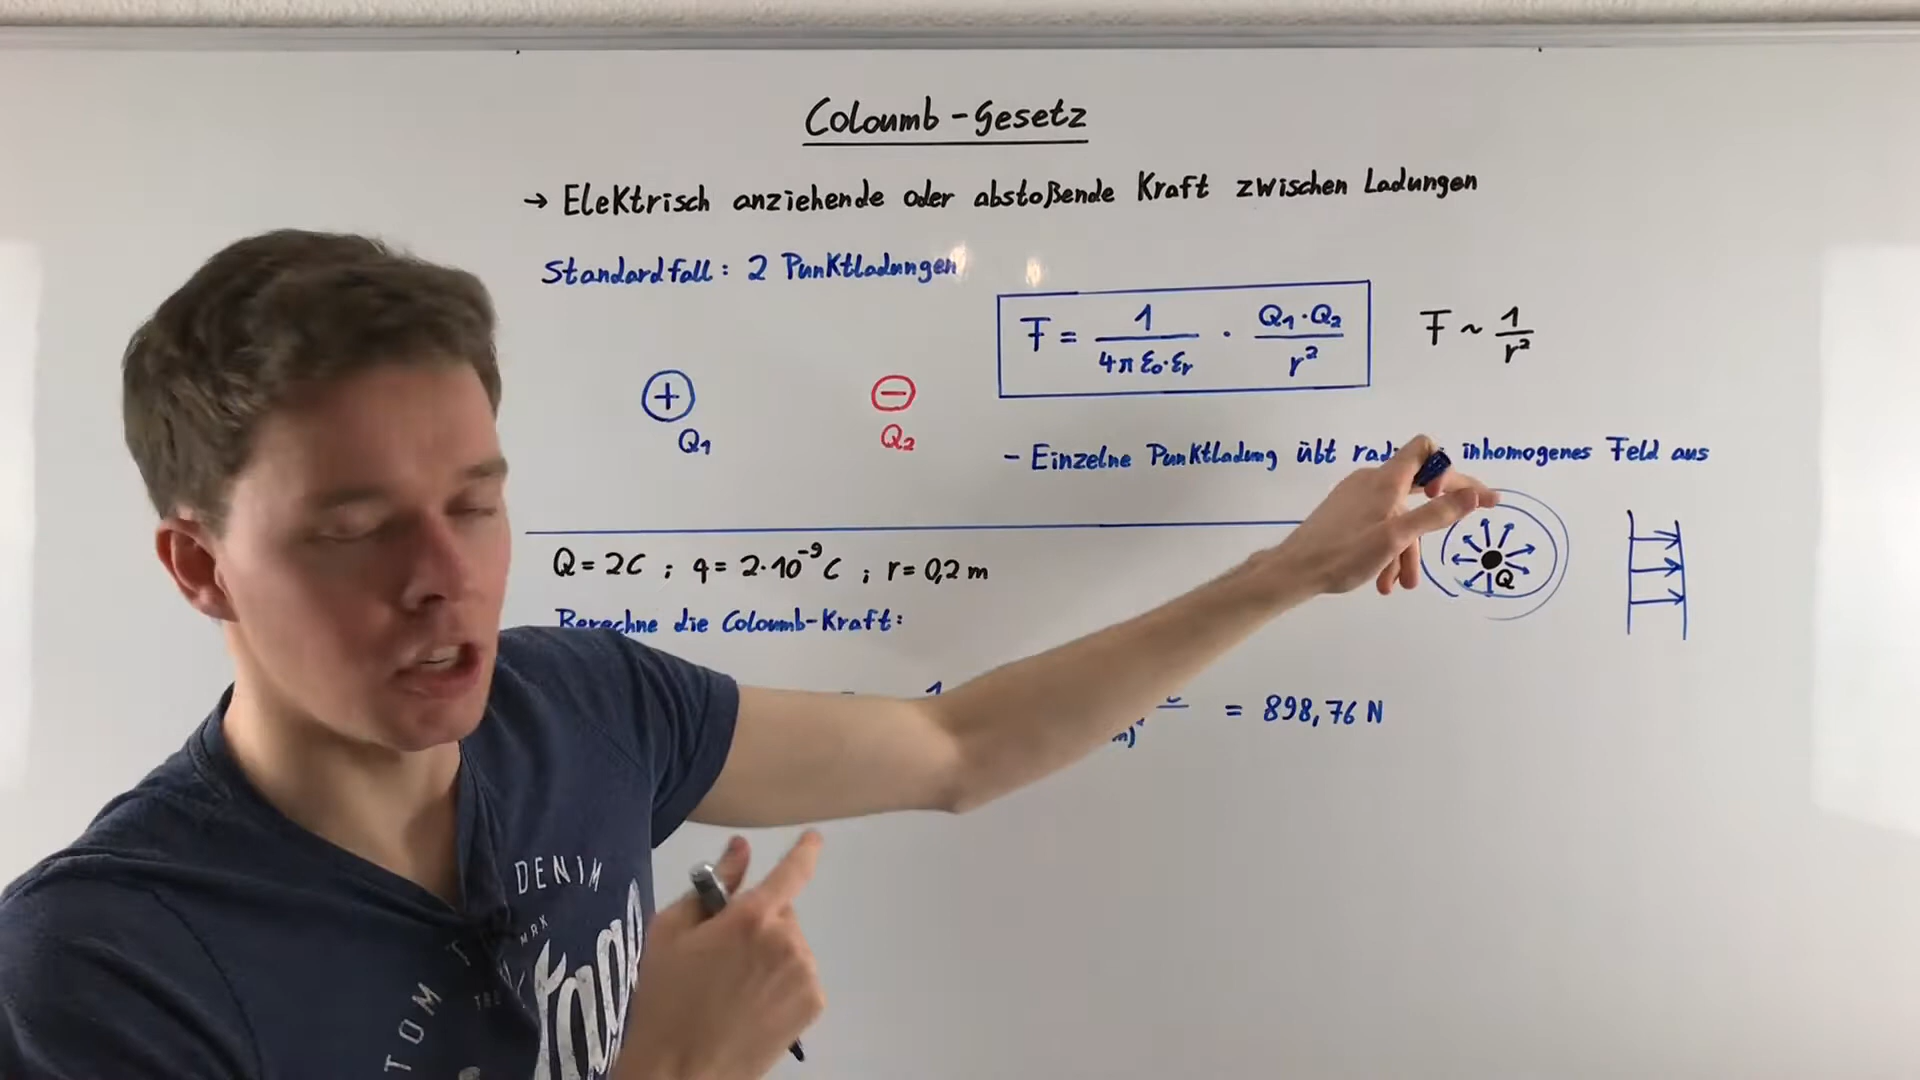 Coloumb-Gesetz
→ Elektrisch anziehende oder abstoßende Kraft zwischen Ladungen
Standardfall: 2 Punktladungen
F = 1 / 4π ε₀·εᵣ · Q₁·Q₂ / r²
F ~ 1 / r²
+
Q₁
−
Q₂
- Einzelne Punktladung übt inhomogenes Feld aus
Q
Q = 2C ; q = 2·10⁻⁹ C ; r = 0,2 m
Berechne die Coloumb-Kraft:
= 898,76 N
DENIM